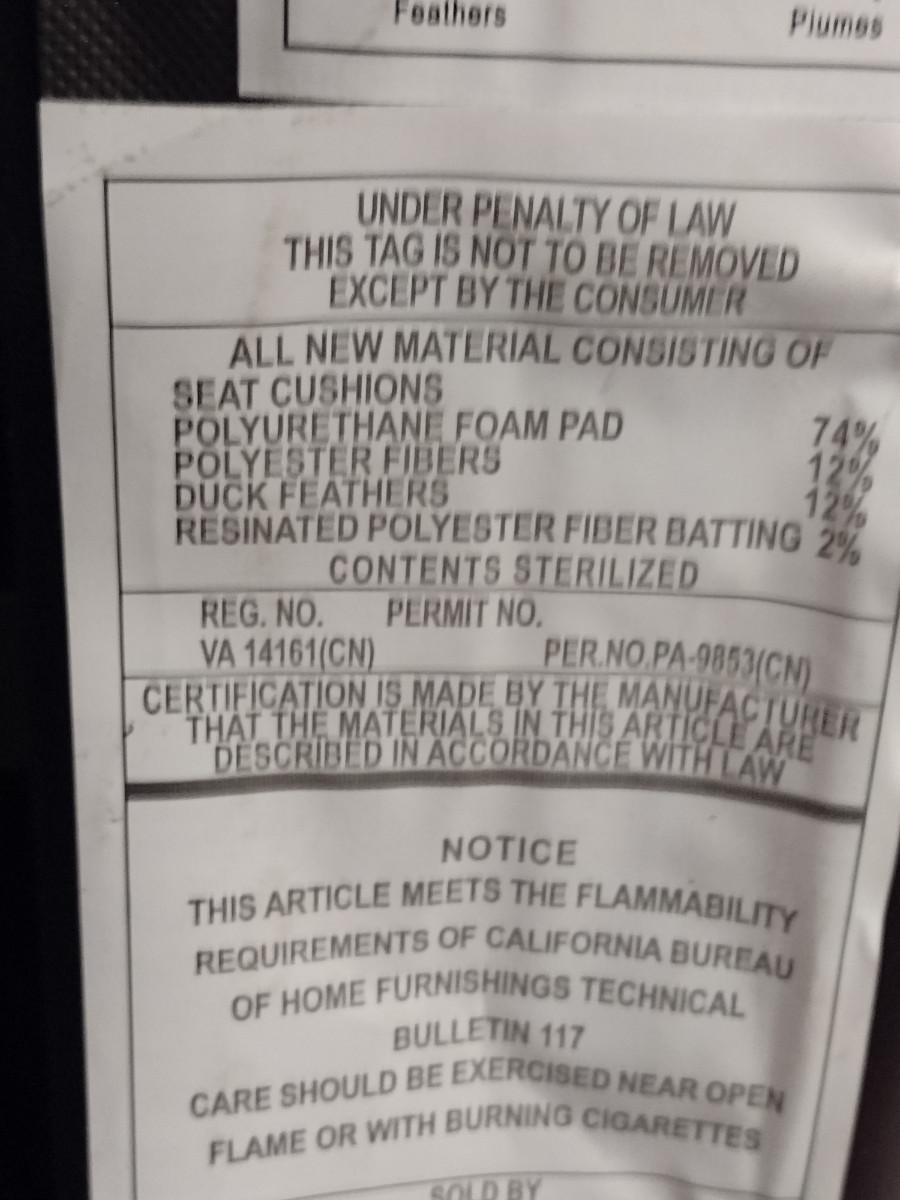 Feathers Plumes
UNDER PENALTY OF LAW
THIS TAG IS NOT TO BE REMOVED
EXCEPT BY THE CONSUMER
ALL NEW MATERIAL CONSISTING OF
SEAT CUSHIONS
POLYURETHANE FOAM PAD 74%
POLYESTER FIBERS 12%
DUCK FEATHERS 12%
RESINATED POLYESTER FIBER BATTING 2%
CONTENTS STERILIZED
REG. NO. PERMIT NO.
VA 14161(CN) PER.NO.PA-9853(CN)
CERTIFICATION IS MADE BY THE MANUFACTURER
THAT THE MATERIALS IN THIS ARTICLE ARE
DESCRIBED IN ACCORDANCE WITH LAW
NOTICE
THIS ARTICLE MEETS THE FLAMMABILITY
REQUIREMENTS OF CALIFORNIA BUREAU
OF HOME FURNISHINGS TECHNICAL
BULLETIN 117
CARE SHOULD BE EXERCISED NEAR OPEN
FLAME OR WITH BURNING CIGARETTES
SOLD BY